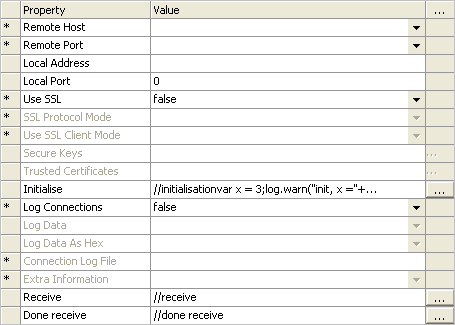 Property Value ...
* Remote Host
* Remote Port
Local Address
Local Port 0
* Use SSL false
* SSL Protocol Mode
* Use SSL Client Mode
Secure Keys ...
Trusted Certificates ...
Initialise //initialisationvar x = 3;log.warn("init, x ="+... ...
* Log Connections false
Log Data
Log Data As Hex
* Connection Log File
* Extra Information
Receive //receive ...
Done receive //done receive ...